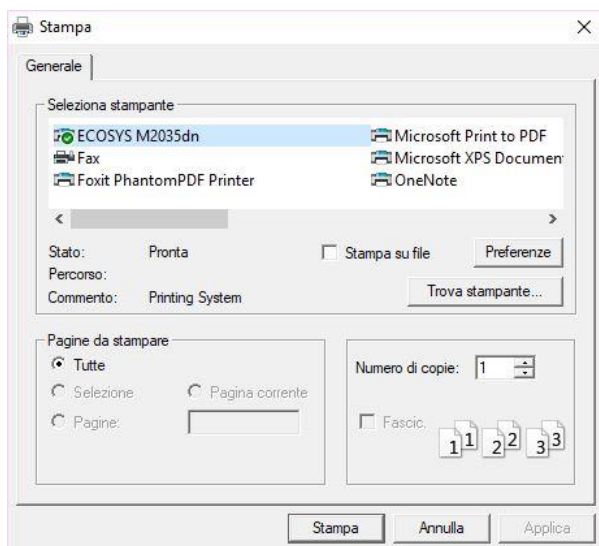 Stampa
Generale
Seleziona stampante
ECOSYS M2035dn
Microsoft Print to PDF
Fax
Microsoft XPS Documen
Foxit PhantomPDF Printer
OneNote
Stato: Pronta
Stampa su file
Preferenze
Percorso:
Commento: Printing System
Trova stampante...
Pagine da stampare
Tutte
Selezione
Pagina corrente
Pagine:
Numero di copie: 1
Fascic.
1 1 2 2 3 3
Stampa
Annulla
Applica